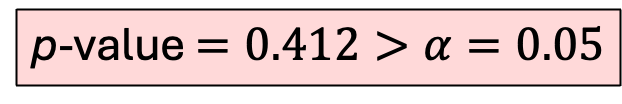 p-value = 0.412 > α = 0.05